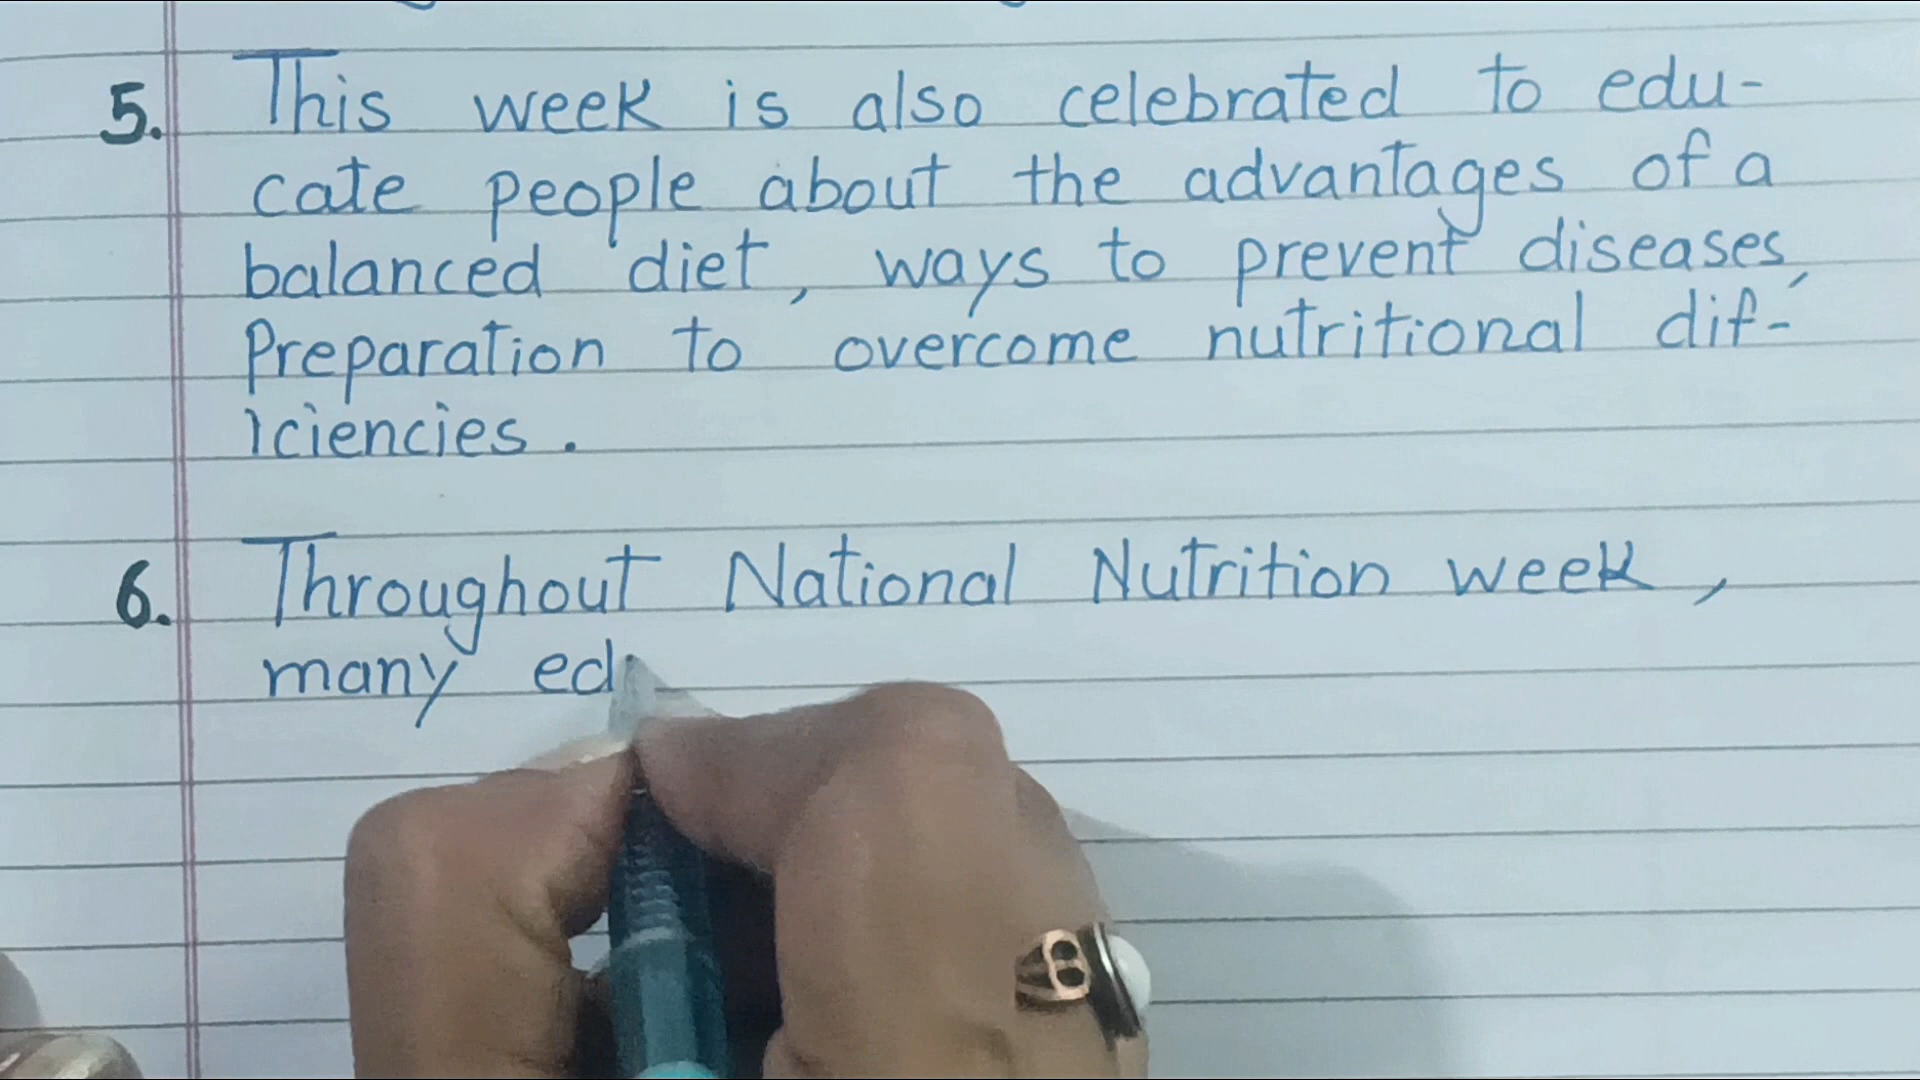 5. This week is also celebrated to edu-
cate people about the advantages of a
balanced diet, ways to prevent diseases,
Preparation to overcome nutritional dif-
iciencies.
6. Throughout National Nutrition week,
many ed